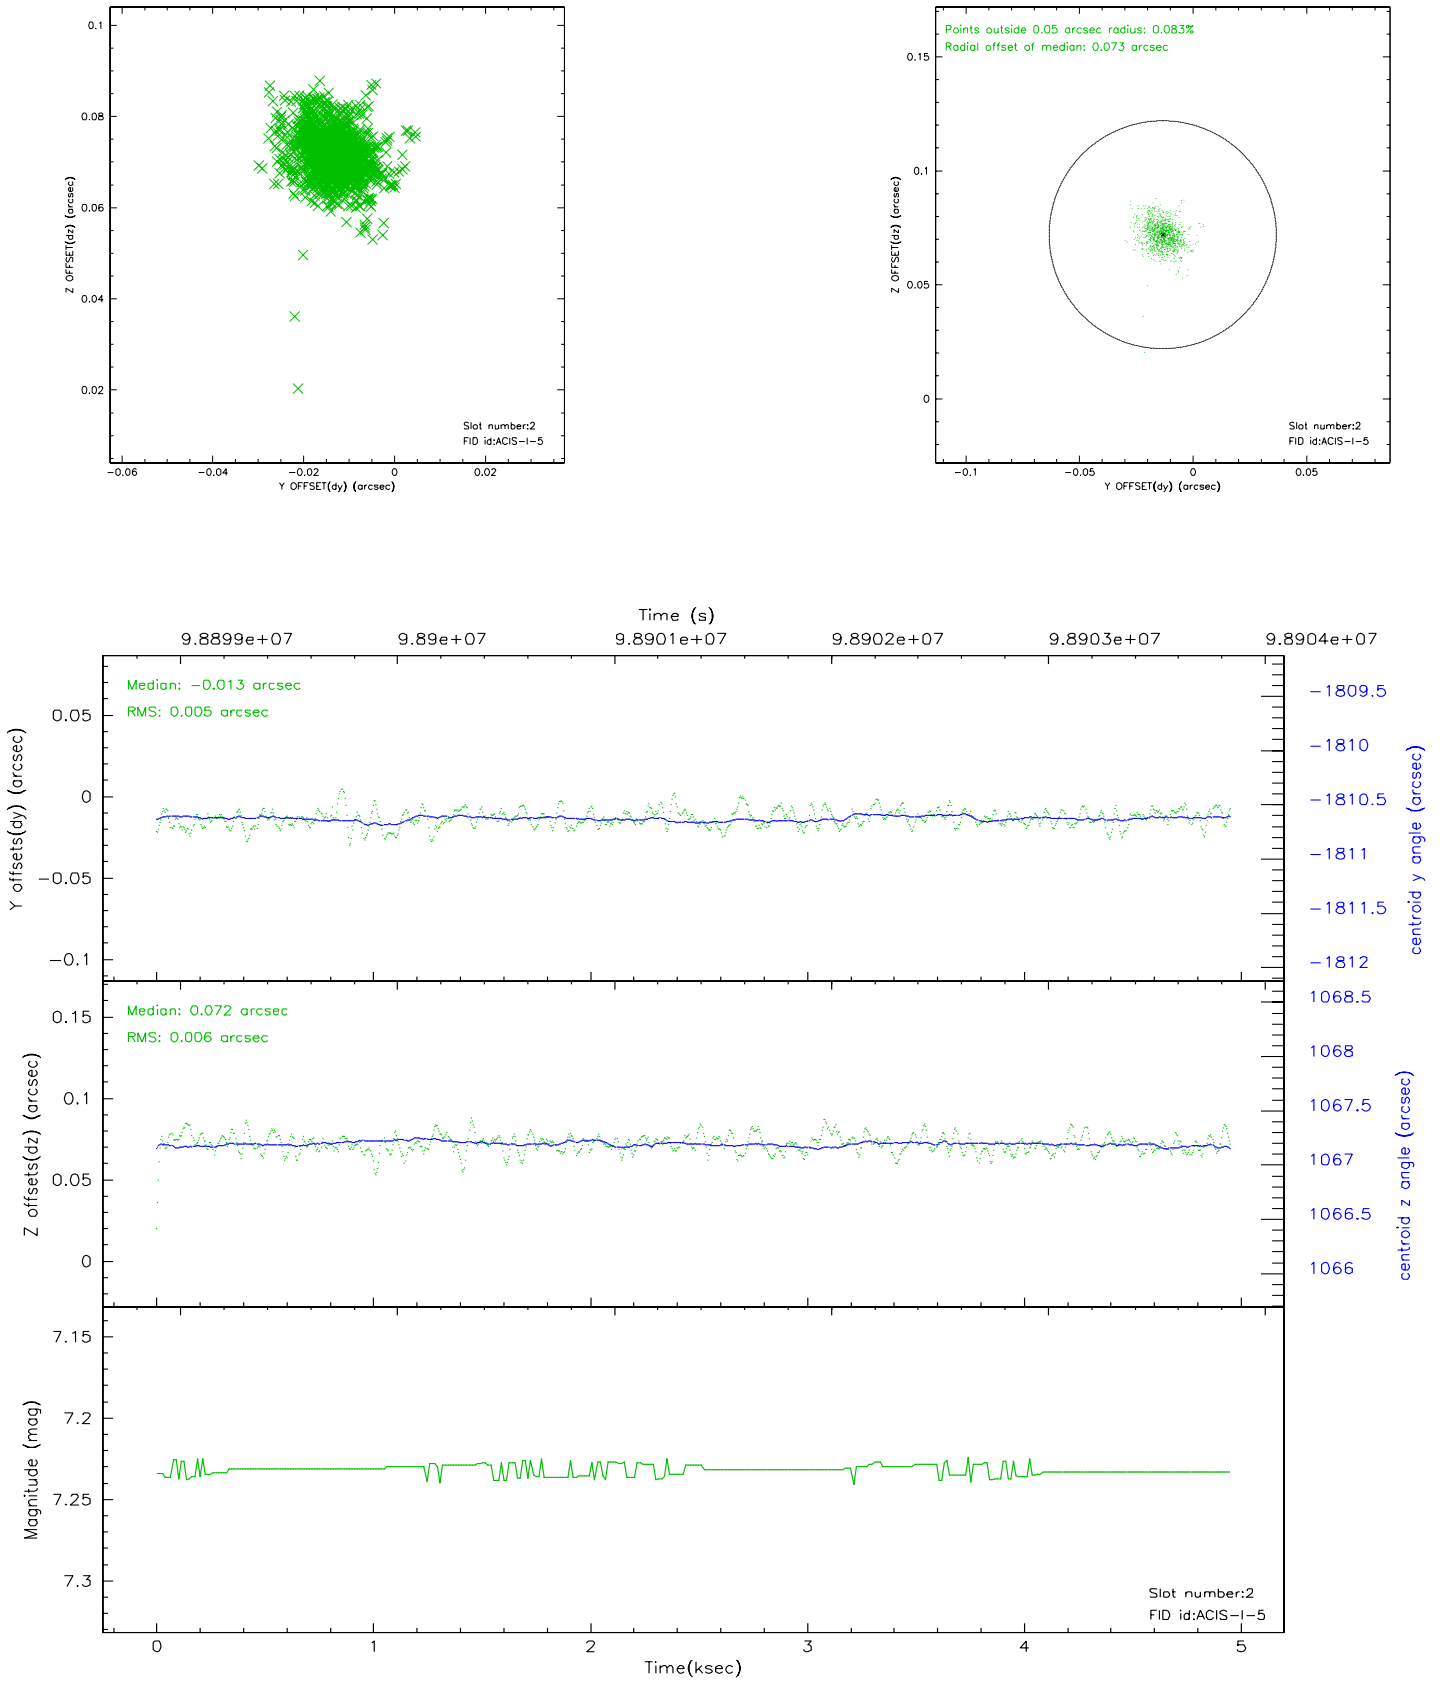 0.1
0.08
0.06
0.04
0.02
Z OFFSET(dz) (arcsec)
Slot number:2
FID id:ACIS-I-5
-0.06 -0.04 -0.02 0 0.02
Y OFFSET(dy) (arcsec)
Points outside 0.05 arcsec radius: 0.083%
Radial offset of median: 0.073 arcsec
0.15
0.1
0.05
0
Z OFFSET(dz) (arcsec)
Slot number:2
FID id:ACIS-I-5
-0.1 -0.05 0 0.05
Y OFFSET(dy) (arcsec)
Time (s)
9.8899e+07 9.89e+07 9.8901e+07 9.8902e+07 9.8903e+07 9.8904e+07
Median: -0.013 arcsec
RMS: 0.005 arcsec
0.05
0
-0.05
-0.1
Y offsets(dy) (arcsec)
-1809.5
-1810
-1810.5
-1811
-1811.5
-1812
centroid y angle (arcsec)
Median: 0.072 arcsec
RMS: 0.006 arcsec
0.15
0.1
0.05
0
Z offsets(dz) (arcsec)
1068.5
1068
1067.5
1067
1066.5
1066
centroid z angle (arcsec)
7.15
7.2
7.25
7.3
Magnitude (mag)
Slot number:2
FID id:ACIS-I-5
0 1 2 3 4 5
Time(ksec)